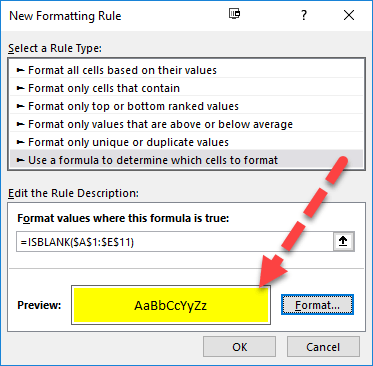 New Formatting Rule
Select a Rule Type:
► Format all cells based on their values
► Format only cells that contain
► Format only top or bottom ranked values
► Format only values that are above or below average
► Format only unique or duplicate values
► Use a formula to determine which cells to format
Edit the Rule Description:
Format values where this formula is true:
=ISBLANK($A$1:$E$11)
Preview: AaBbCcYyZz Format...
OK Cancel